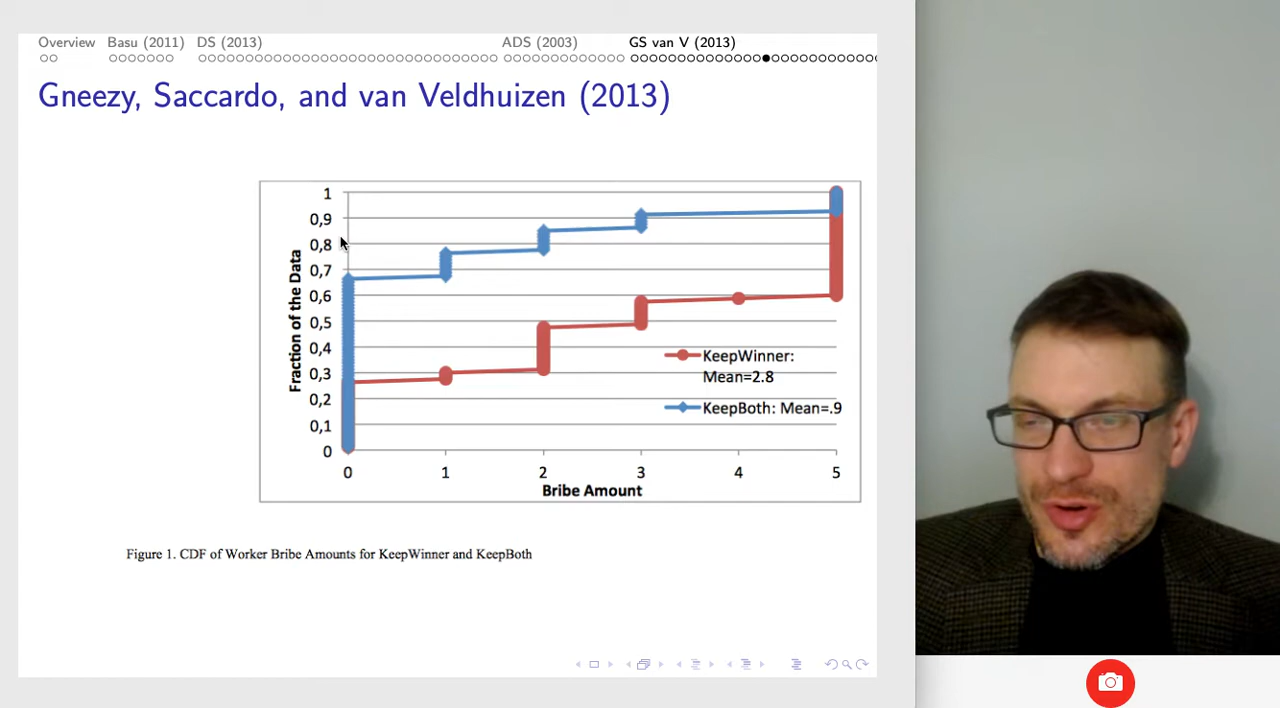 Overview Basu (2011) DS (2013) ADS (2003) GS van V (2013)
Gneezy, Saccardo, and van Veldhuizen (2013)
1
0,9
0,8
0,7
0,6
0,5
0,4
0,3
0,2
0,1
0
Fraction of the Data
KeepWinner:
Mean=2.8
KeepBoth: Mean=.9
0 1 2 3 4 5
Bribe Amount
Figure 1. CDF of Worker Bribe Amounts for KeepWinner and KeepBoth